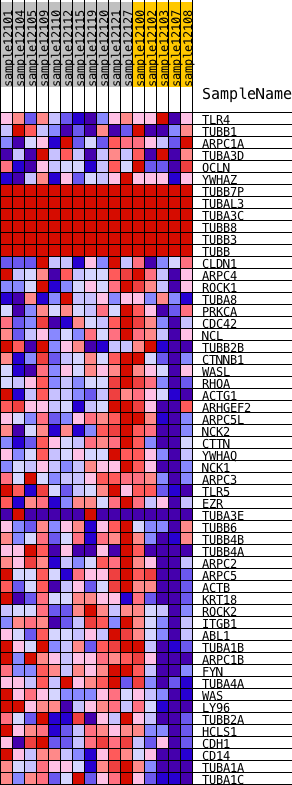 sample12101
sample12104
sample12105
sample12109
sample12110
sample12112
sample12115
sample12119
sample12120
sample12121
sample12122
sample12100
sample12102
sample12103
sample12107
sample12108
SampleName
TLR4
TUBB1
ARPC1A
TUBA3D
OCLN
YWHAZ
TUBB7P
TUBAL3
TUBA3C
TUBB8
TUBB3
TUBB
CLDN1
ARPC4
ROCK1
TUBA8
PRKCA
CDC42
NCL
TUBB2B
CTNNB1
WASL
RHOA
ACTG1
ARHGEF2
ARPC5L
NCK2
CTTN
YWHAQ
NCK1
ARPC3
TLR5
EZR
TUBA3E
TUBB6
TUBB4B
TUBB4A
ARPC2
ARPC5
ACTB
KRT18
ROCK2
ITGB1
ABL1
TUBA1B
ARPC1B
FYN
TUBA4A
WAS
LY96
TUBB2A
HCLS1
CDH1
CD14
TUBA1A
TUBA1C